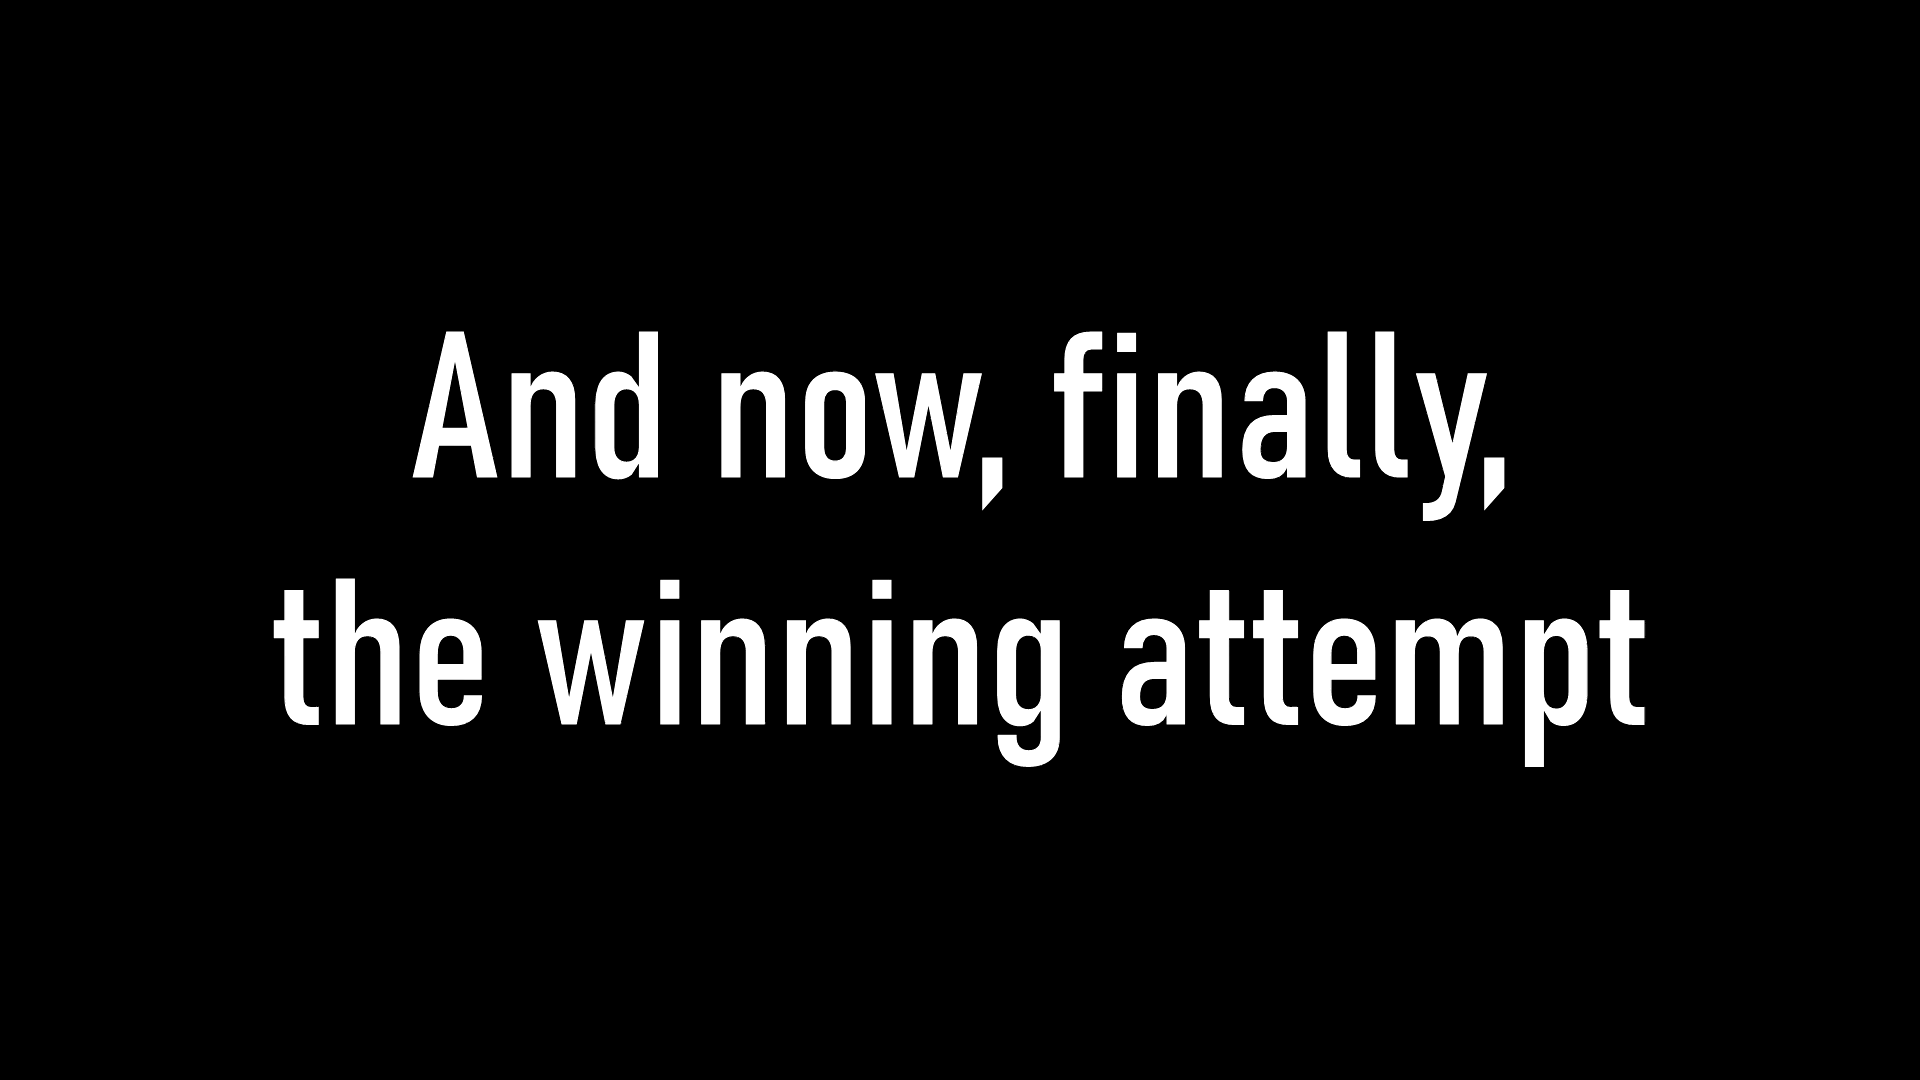 And now, finally,
the winning attempt